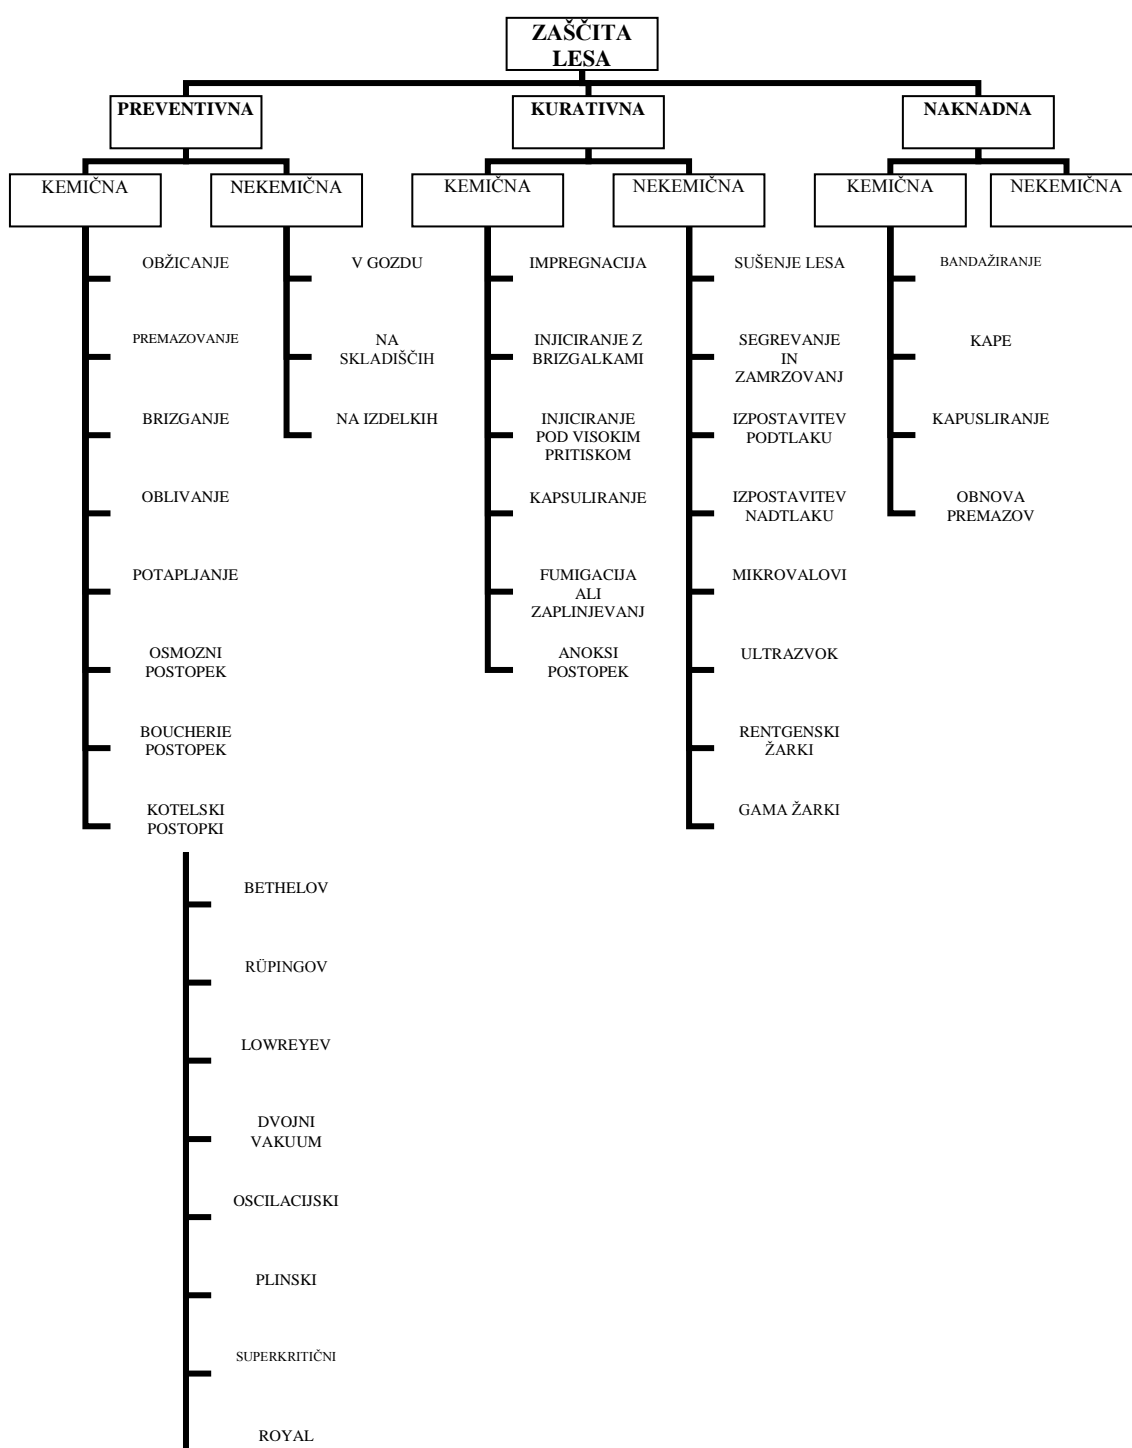 ZAŠČITA
LESA
PREVENTIVNA
KURATIVNA
NAKNADNA
KEMIČNA
NEKEMIČNA
KEMIČNA
NEKEMIČNA
KEMIČNA
NEKEMIČNA
OBŽICANJE
PREMAZOVANJE
BRIZGANJE
OBLIVANJE
POTAPLJANJE
OSMOZNI
POSTOPEK
BOUCHERIE
POSTOPEK
KOTELSKI
POSTOPKI
BETHELOV
RÜPINGOV
LOWREYEV
DVOJNI
VAKUUM
OSCILACIJSKI
PLINSKI
SUPERKRITIČNI
ROYAL
V GOZDU
NA
SKLADIŠČIH
NA IZDELKIH
IMPREGNACIJA
INJICIRANJE Z
BRIZGALKAMI
INJICIRANJE
POD VISOKIM
PRITISKOM
KAPSULIRANJE
FUMIGACIJA
ALI
ZAPLINJEVANJ
ANOKSI
POSTOPEK
SUŠENJE LESA
SEGREVANJE
IN
ZAMRZOVANJ
IZPOSTAVITEV
PODTLAKU
IZPOSTAVITEV
NADTLAKU
MIKROVALOVI
ULTRAZVOK
RENTGENSKI
ŽARKI
GAMA ŽARKI
BANDAŽIRANJE
KAPE
KAPUSLIRANJE
OBNOVA
PREMAZOV